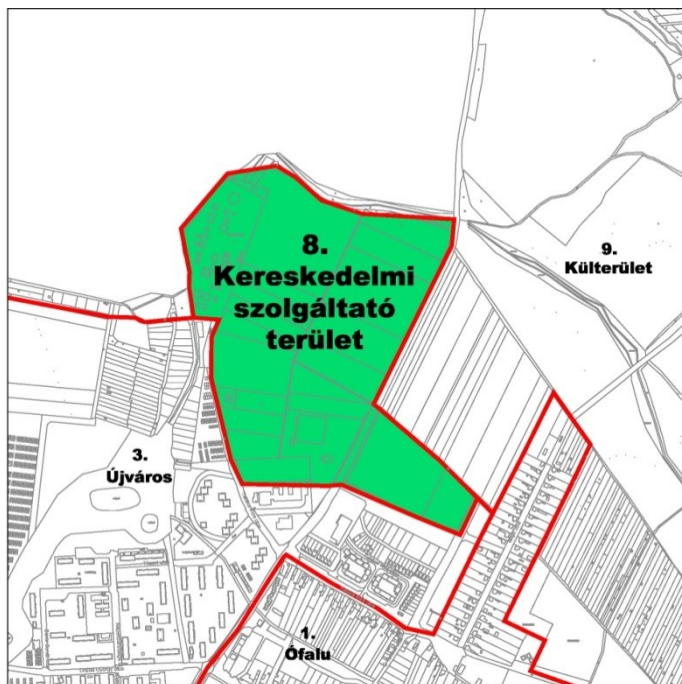 8.
Kereskedelmi
szolgáltató
terület
9.
Külterület
3.
Újváros
1.
Ófalu